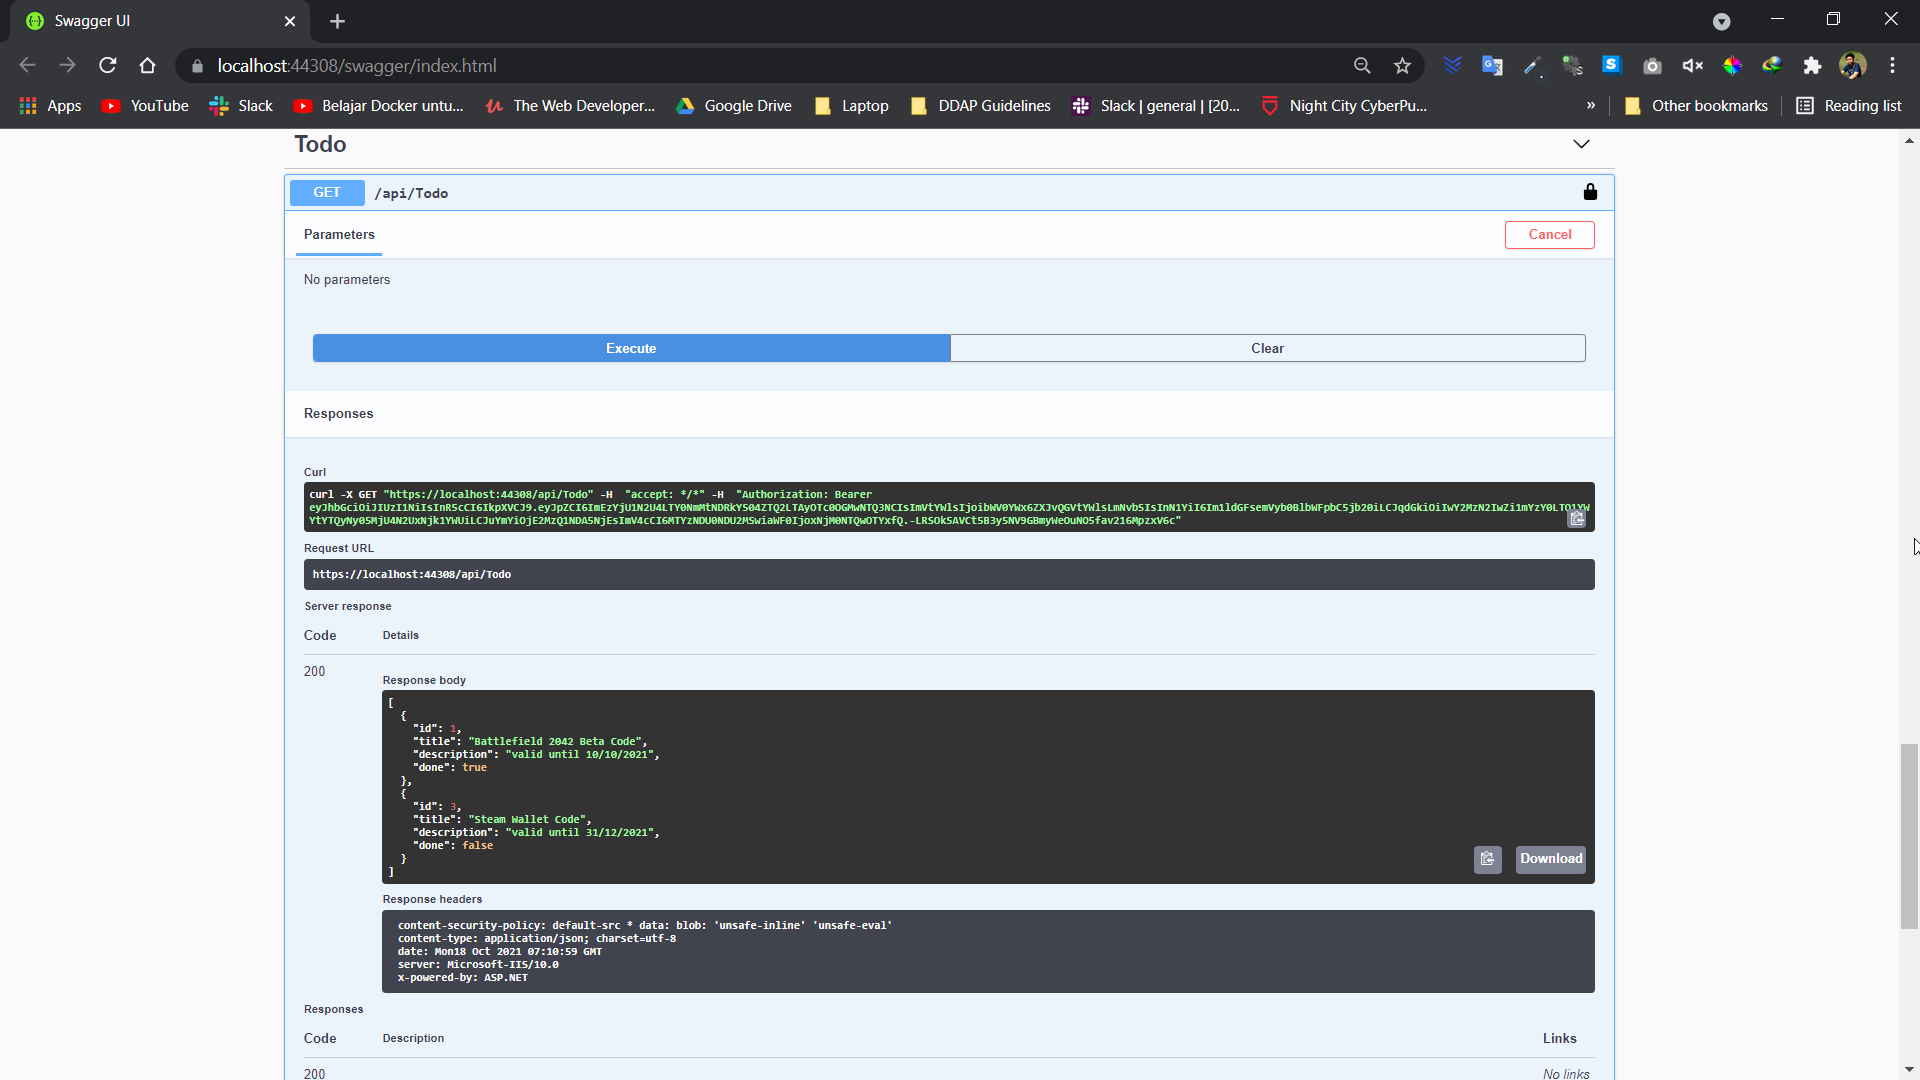 Swagger UI
localhost:44308/swagger/index.html
Apps YouTube Slack Belajar Docker untu... The Web Developer... Google Drive Laptop DDAP Guidelines Slack | general | [20... Night City CyberPu... » Other bookmarks Reading list
Todo
GET /api/Todo
Parameters Cancel
No parameters
Execute Clear
Responses
Curl
curl -X GET "https://localhost:44308/api/Todo" -H "accept: */*" -H "Authorization: Bearer
Request URL
https://localhost:44308/api/Todo
Server response
Code Details
200
Response body
[
{
"id": 1,
"title": "Battlefield 2042 Beta Code",
"description": "valid until 10/10/2021",
"done": true
},
{
"id": 3,
"title": "Steam Wallet Code",
"description": "valid until 31/12/2021",
"done": false
}
]
Download
Response headers
content-security-policy: default-src * data: blob: 'unsafe-inline' 'unsafe-eval'
content-type: application/json; charset=utf-8
date: Mon18 Oct 2021 07:10:59 GMT
server: Microsoft-IIS/10.0
x-powered-by: ASP.NET
Responses
Code Description Links
200 No links